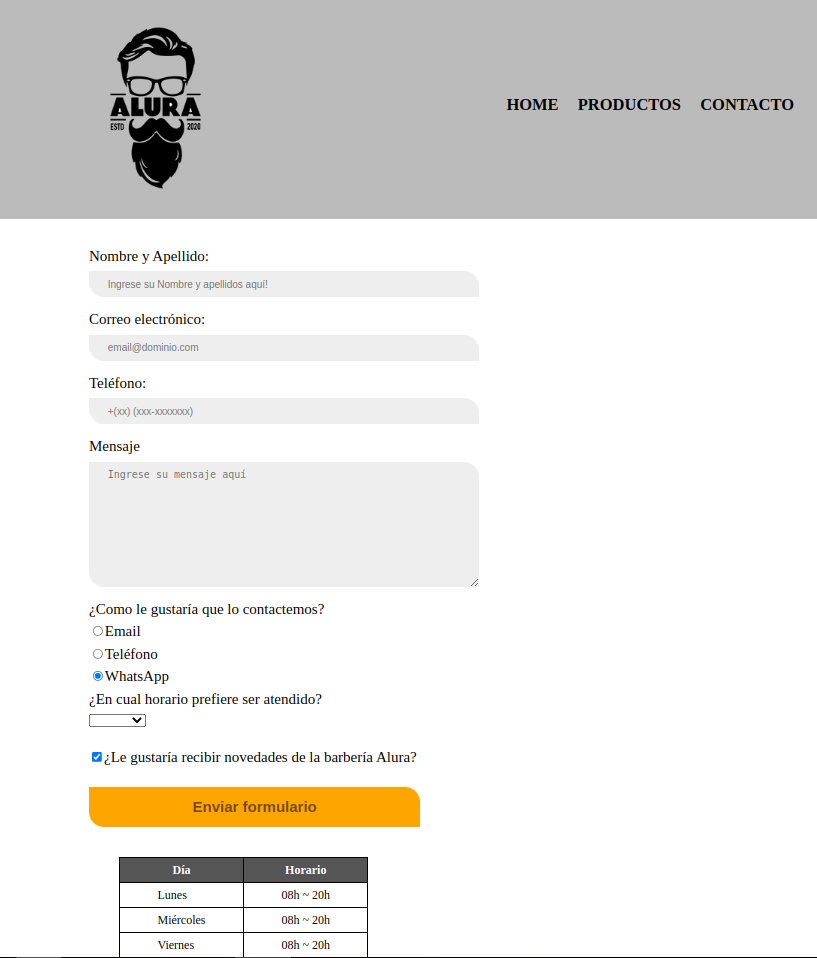 ALURA
ESTD 2020
HOME PRODUCTOS CONTACTO
Nombre y Apellido:
Ingrese su Nombre y apellidos aquí!
Correo electrónico:
email@dominio.com
Teléfono:
+(xx) (xxx-xxxxxxx)
Mensaje
Ingrese su mensaje aquí
¿Como le gustaría que lo contactemos?
Email
Teléfono
WhatsApp
¿En cual horario prefiere ser atendido?
¿Le gustaría recibir novedades de la barbería Alura?
Enviar formulario
Día Horario
Lunes 08h ~ 20h
Miércoles 08h ~ 20h
Viernes 08h ~ 20h